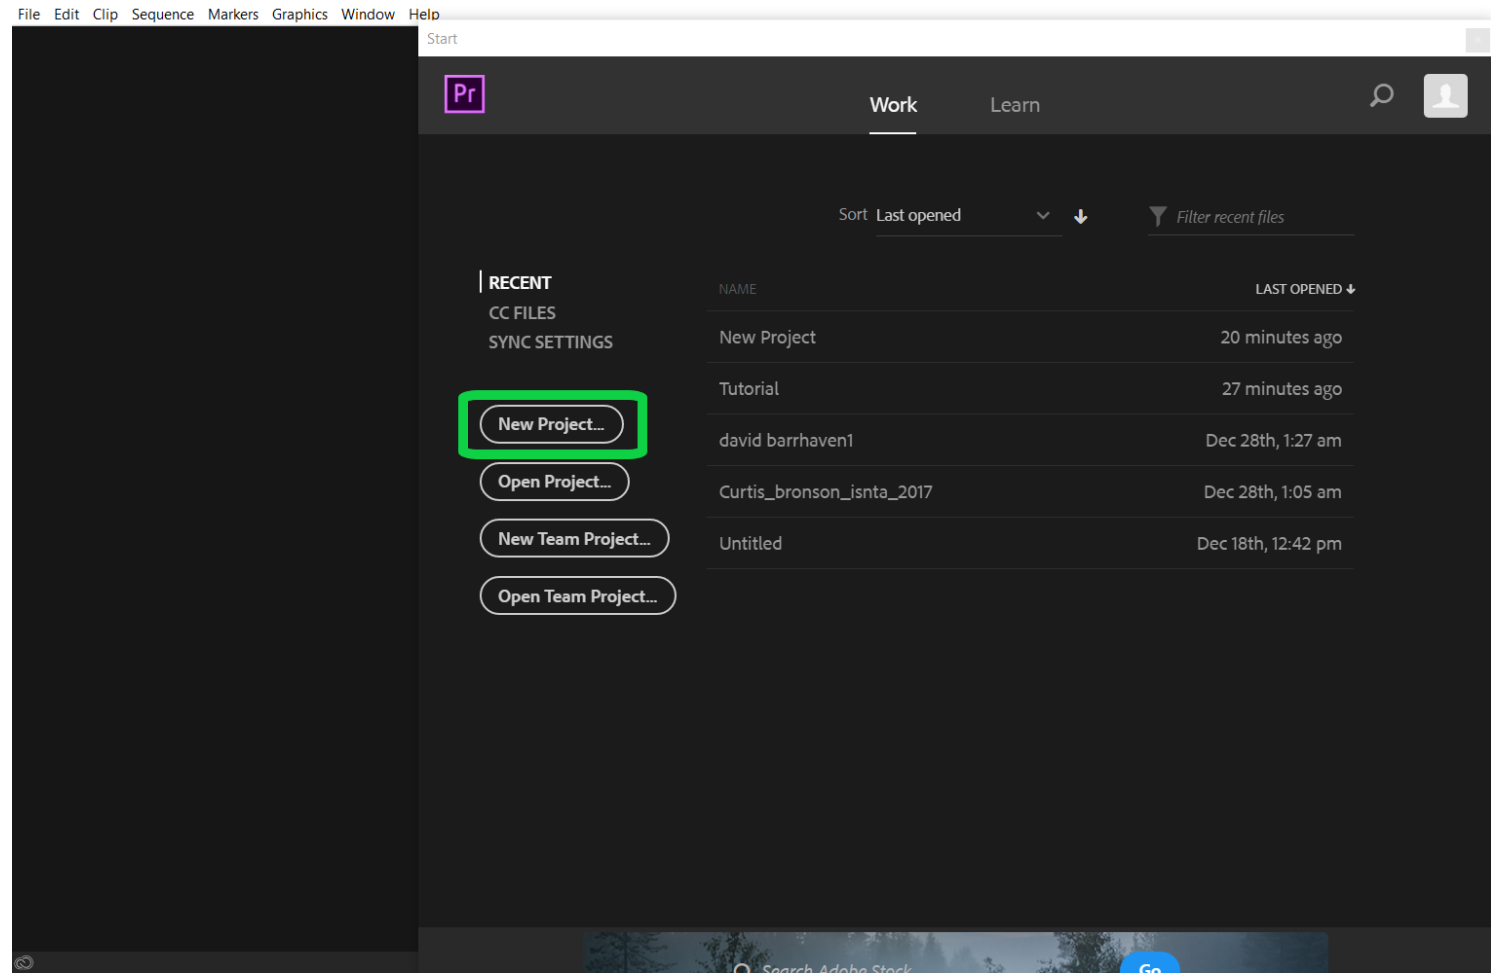 File Edit Clip Sequence Markers Graphics Window Help
Start
Pr
Work Learn
Sort Last opened
Filter recent files
RECENT
CC FILES
SYNC SETTINGS
New Project...
Open Project...
New Team Project...
Open Team Project...
NAME LAST OPENED
New Project 20 minutes ago
Tutorial 27 minutes ago
david barrhaven1 Dec 28th, 1:27 am
Curtis_bronson_isnta_2017 Dec 28th, 1:05 am
Untitled Dec 18th, 12:42 pm
Search Adobe Stock Go